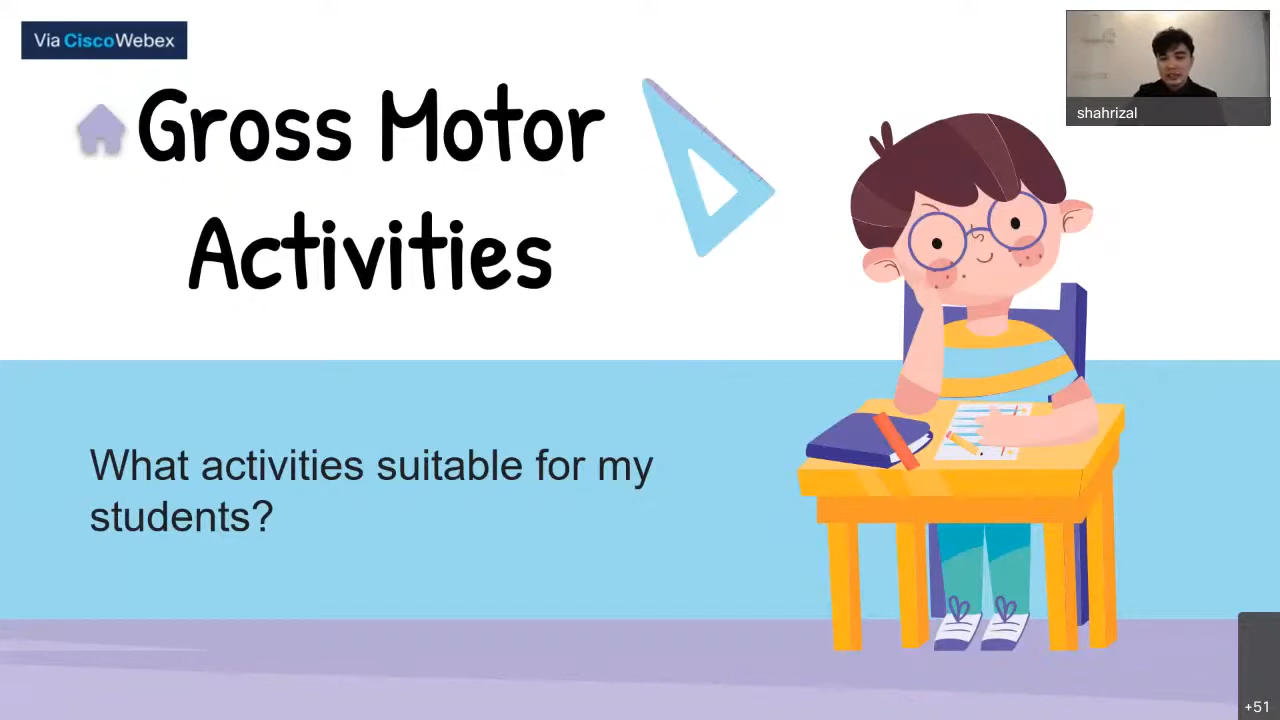 Via CiscoWebex
Gross Motor
Activities
What activities suitable for my
students?
shahrizal
+51